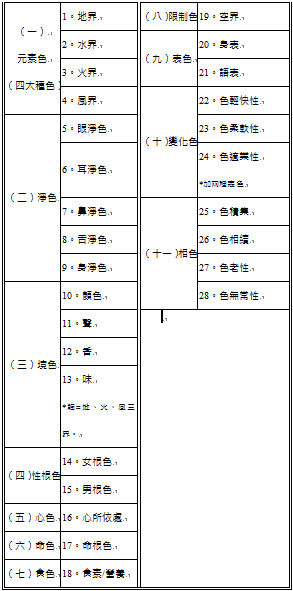 （一）
元素色
（四大種色）
1。地界
2。水界
3。火界
4。風界
（二）淨色
5。眼淨色
6。耳淨色
7。鼻淨色
8。舌淨色
9。身淨色
（三）境色
10。顏色
11。聲
12。香
13。味
*觸=地、火、風三
界。
（四）性根色
14。女根色
15。男根色
（五）心色
16。心所依處
（六）命色
17。命根色
（七）食色
18。食素/營養
（八）限制色
19。空界
（九）表色
20。身表
21。語表
（十）變化色
22。色輕快性
23。色柔軟性
24。色適業性
*加兩種表色
（十一）相色
25。色積集
26。色相續
27。色老性
28。色無常性